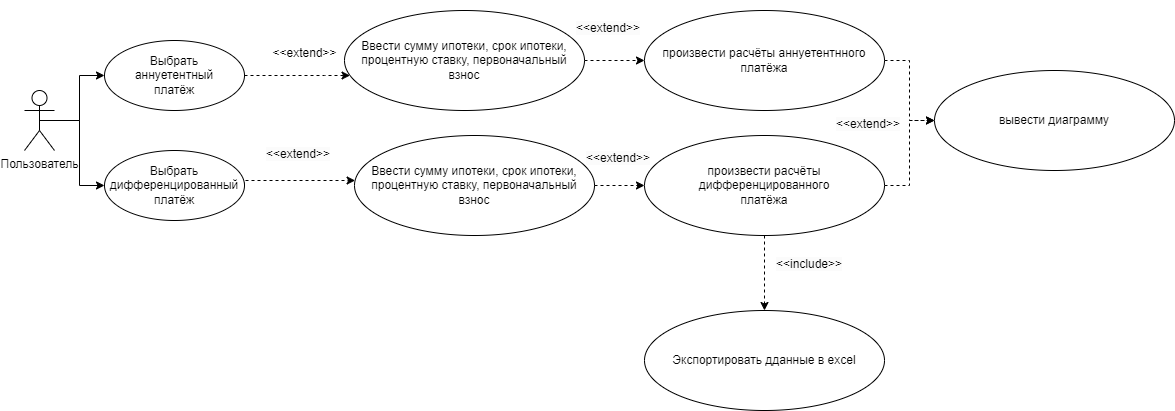 Пользователь
Выбрать
аннуетентный
платёж
<<extend>>
Ввести сумму ипотеки, срок ипотеки,
процентную ставку, первоначальный
взнос
<<extend>>
произвести расчёты аннуетентнного
платёжа
<<extend>>
вывести диаграмму
Выбрать
дифференцированный
платёж
<<extend>>
Ввести сумму ипотеки, срок ипотеки,
процентную ставку, первоначальный
взнос
<<extend>>
произвести расчёты
дифференцированного
платёжа
<<include>>
Экспортировать дданные в excel